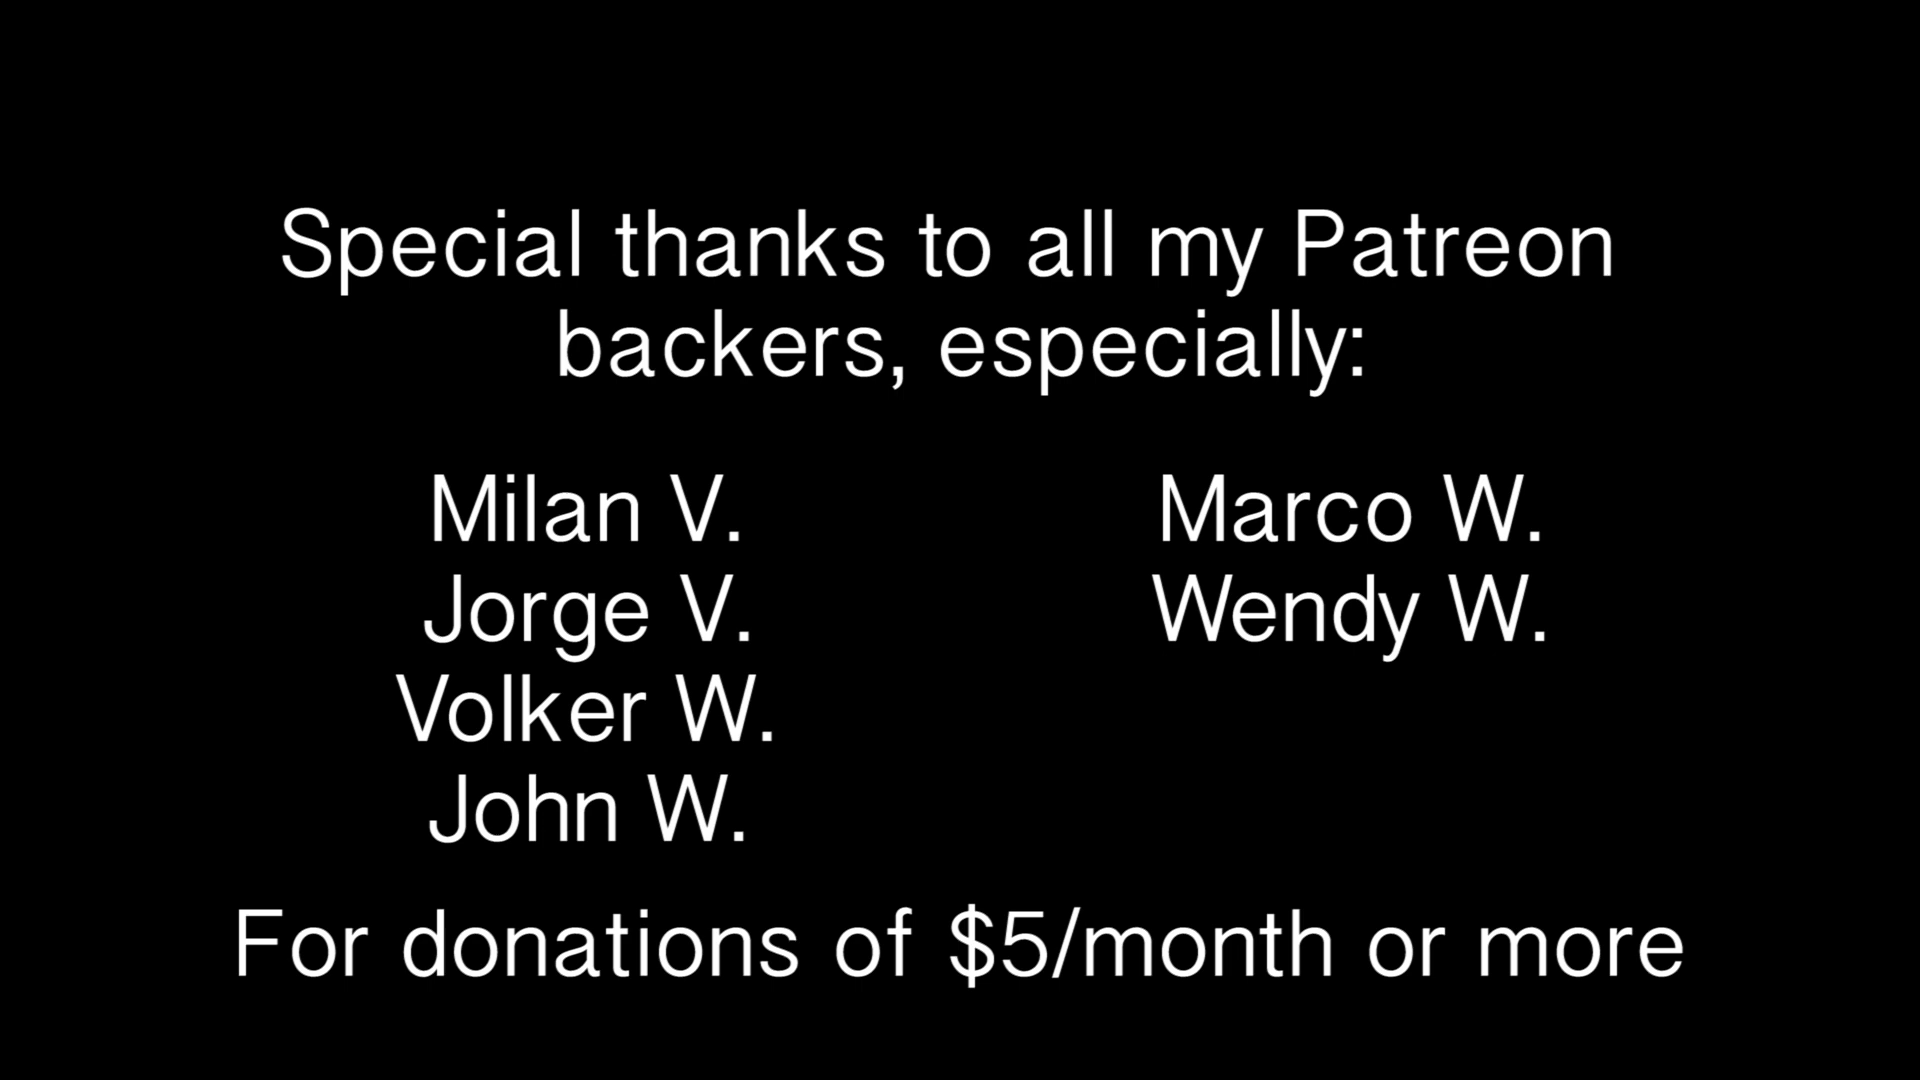 Special thanks to all my Patreon
backers, especially:
Milan V.
Jorge V.
Volker W.
John W.
Marco W.
Wendy W.
For donations of $5/month or more